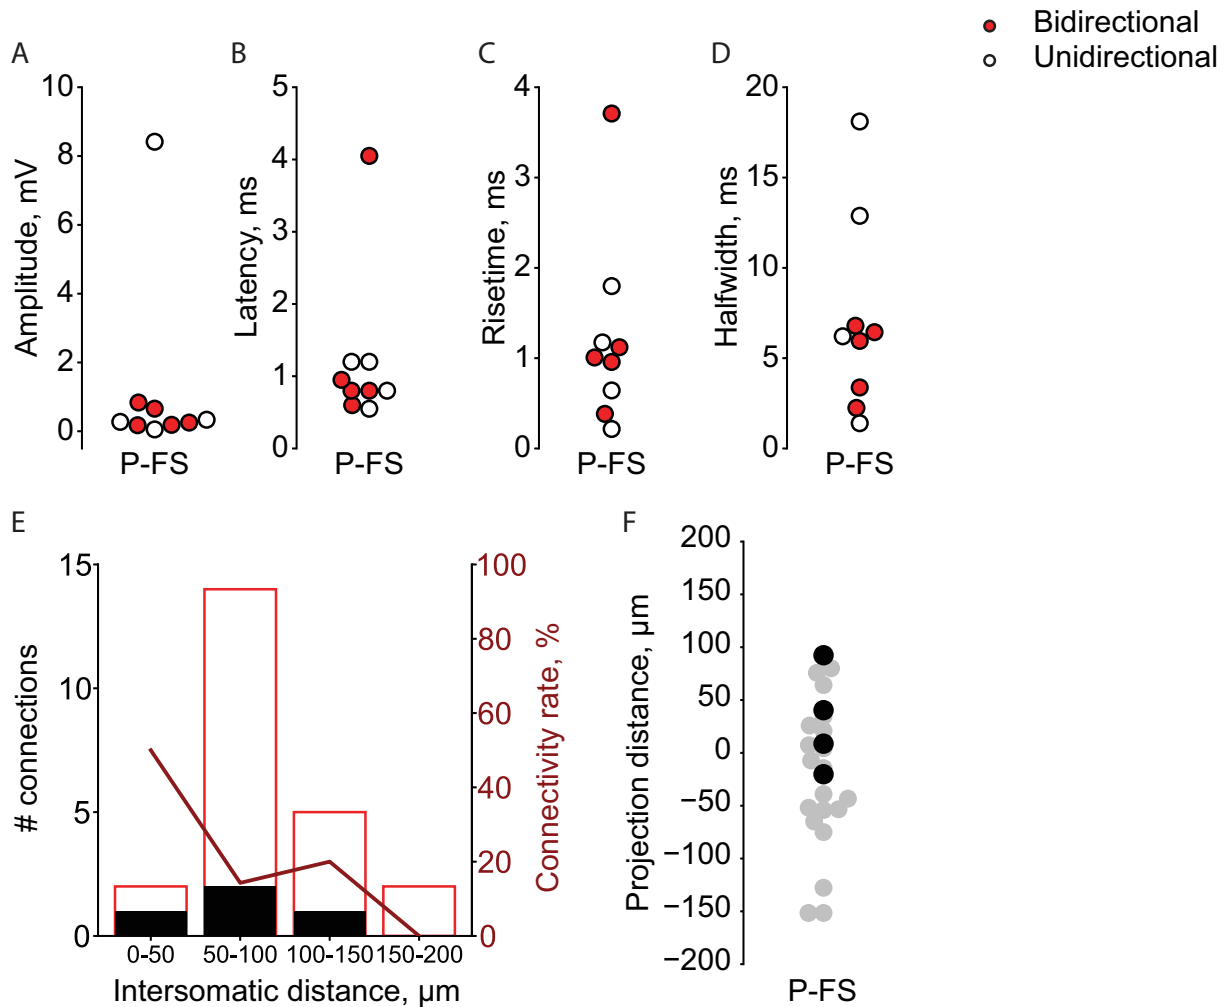 Bidirectional
Unidirectional
A
10
8
6
4
2
0
Amplitude, mV
P-FS
B
5
4
3
2
1
0
Latency, ms
P-FS
C
4
3
2
1
0
Risetime, ms
P-FS
D
20
15
10
5
0
Halfwidth, ms
P-FS
E
15
10
5
0
# connections
100
80
60
40
20
0
Connectivity rate, %
0-50 50-100 100-150 150-200
Intersomatic distance, µm
F
200
150
100
50
0
−50
−100
−150
−200
Projection distance, µm
P-FS